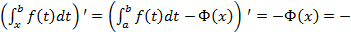 (∫_x^b f(t)dt)′ = (∫_a^b f(t)dt − Φ(x))′ = −Φ(x) = −